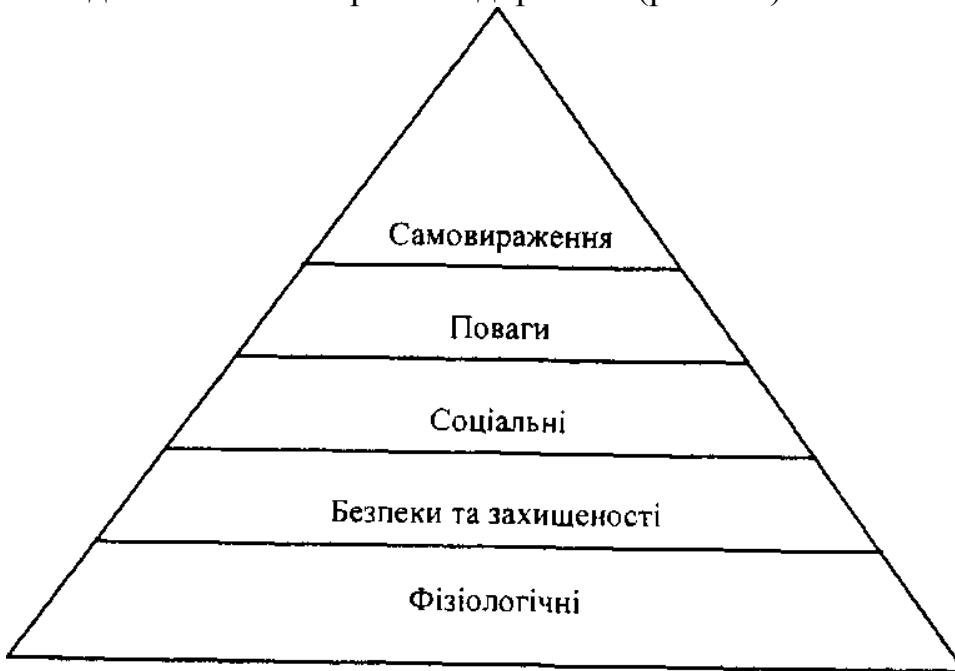 Самовираження
Поваги
Соціальні
Безпеки та захищеності
Фізіологічні